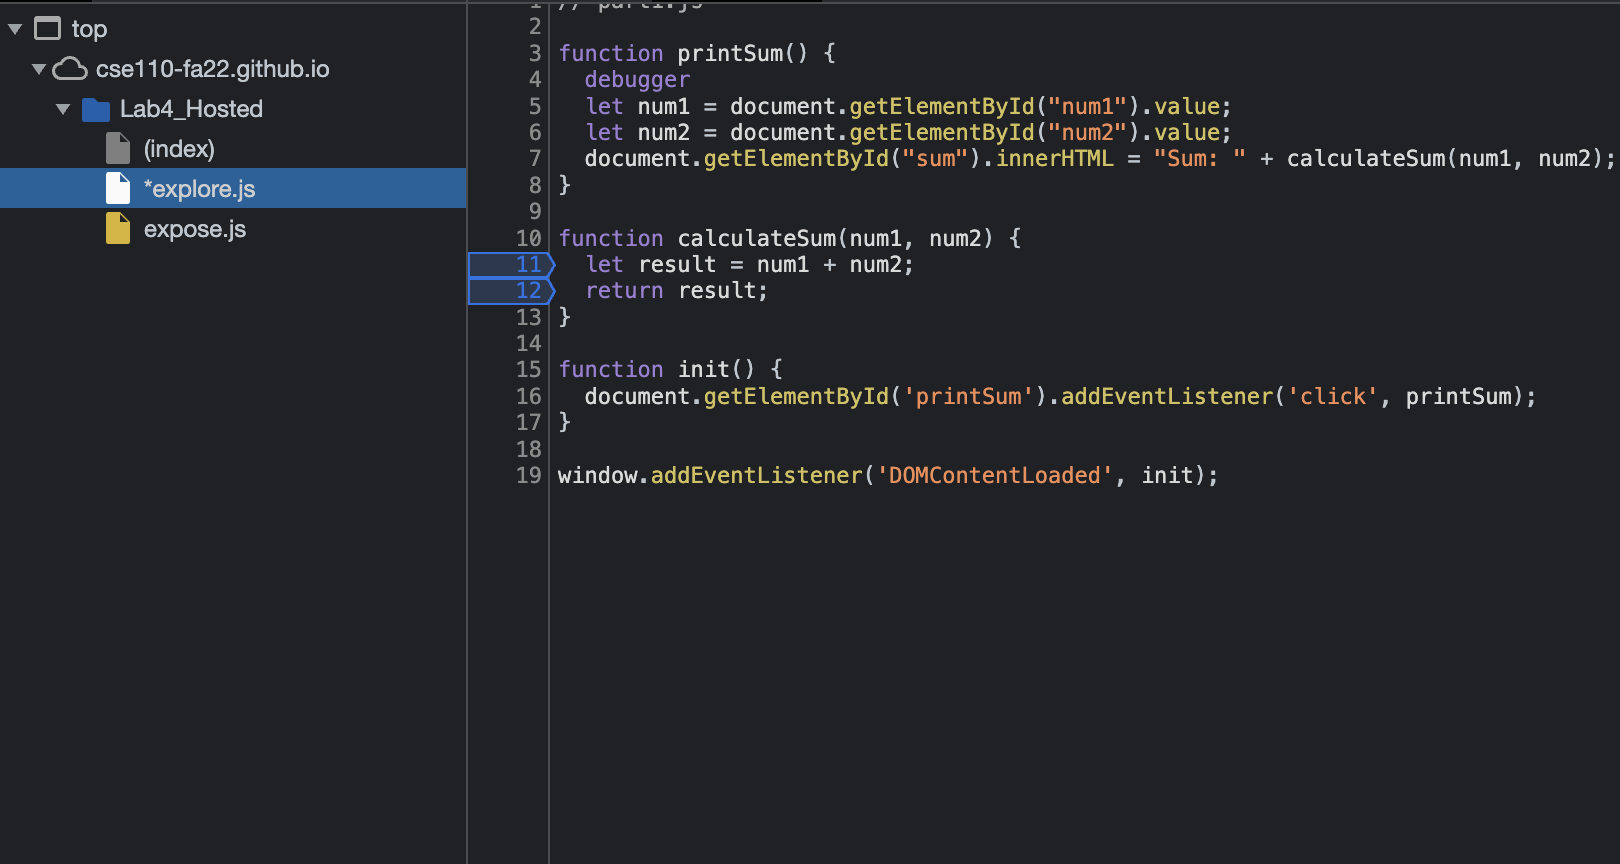 top
cse110-fa22.github.io
Lab4_Hosted
(index)
*explore.js
expose.js
1 // part1.js
2
3 function printSum() {
4   debugger
5   let num1 = document.getElementById("num1").value;
6   let num2 = document.getElementById("num2").value;
7   document.getElementById("sum").innerHTML = "Sum: " + calculateSum(num1, num2);
8 }
9
10 function calculateSum(num1, num2) {
11   let result = num1 + num2;
12   return result;
13 }
14
15 function init() {
16   document.getElementById('printSum').addEventListener('click', printSum);
17 }
18
19 window.addEventListener('DOMContentLoaded', init);